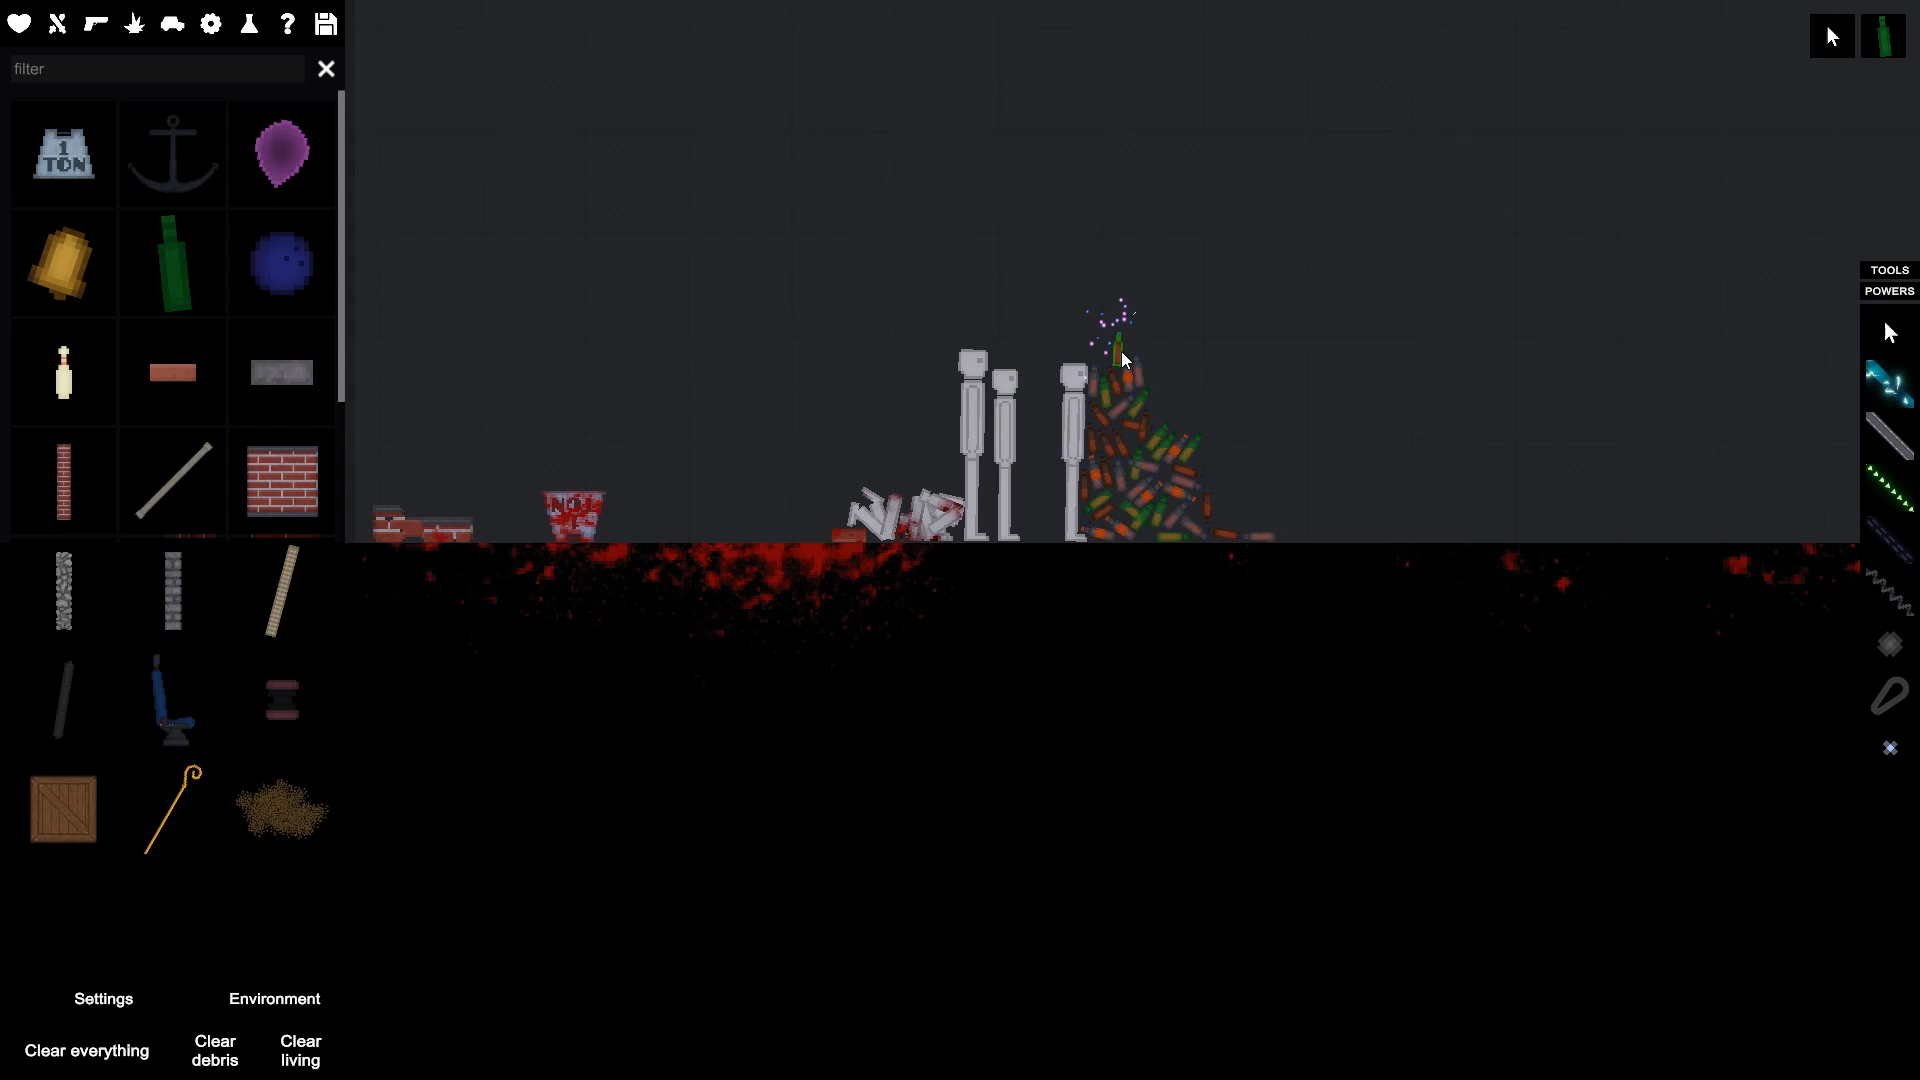 filter
1
TON
TOOLS
POWERS
Settings
Environment
Clear everything
Clear
debris
Clear
living